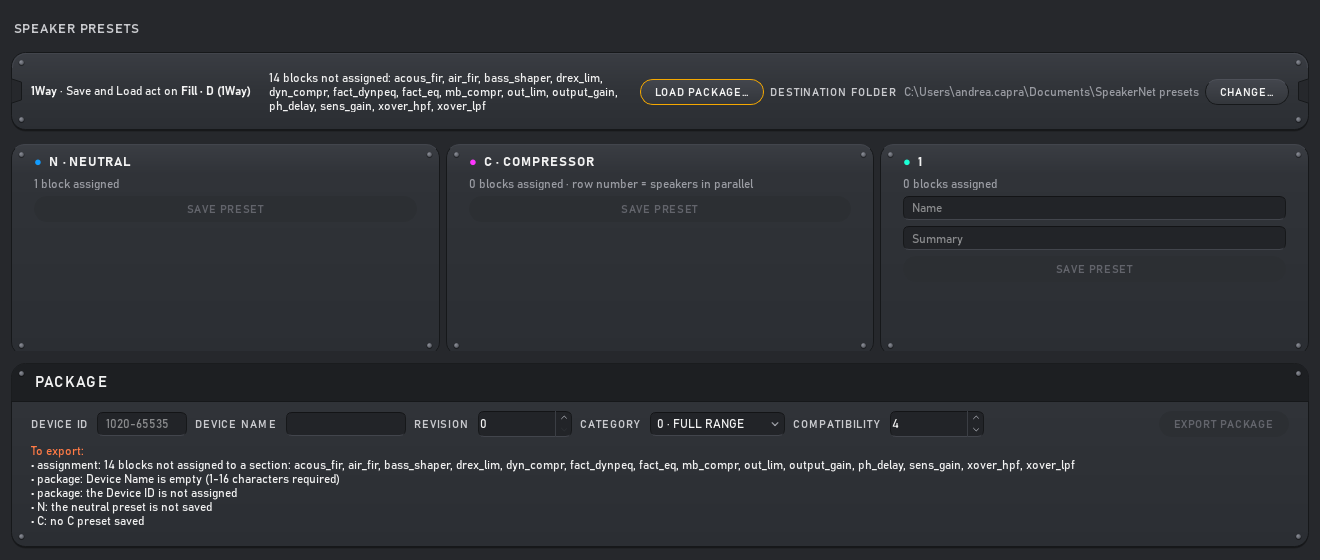 SPEAKER PRESETS
1Way · Save and Load act on Fill · D (1Way)
14 blocks not assigned: acous_fir, air_fir, bass_shaper, drex_lim,
dyn_compr, fact_dynpeq, fact_eq, mb_compr, out_lim, output_gain,
ph_delay, sens_gain, xover_hpf, xover_lpf
LOAD PACKAGE…
DESTINATION FOLDER
C:\Users\andrea.capra\Documents\SpeakerNet presets
CHANGE…
N · NEUTRAL
1 block assigned
SAVE PRESET
C · COMPRESSOR
0 blocks assigned · row number = speakers in parallel
SAVE PRESET
1
0 blocks assigned
Name
Summary
SAVE PRESET
PACKAGE
DEVICE ID 1020-65535 DEVICE NAME REVISION 0 CATEGORY 0 · FULL RANGE COMPATIBILITY 4 EXPORT PACKAGE
To export:
• assignment: 14 blocks not assigned to a section: acous_fir, air_fir, bass_shaper, drex_lim, dyn_compr, fact_dynpeq, fact_eq, mb_compr, out_lim, output_gain, ph_delay, sens_gain, xover_hpf, xover_lpf
• package: Device Name is empty (1-16 characters required)
• package: the Device ID is not assigned
• N: the neutral preset is not saved
• C: no C preset saved